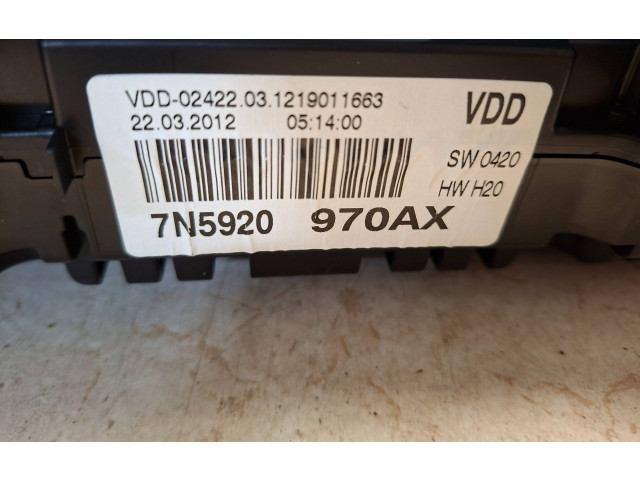 VDD-02422.03.1219011663 VDD
22.03.2012 05:14:00
SW 0420
HW H20
7N5920 970AX